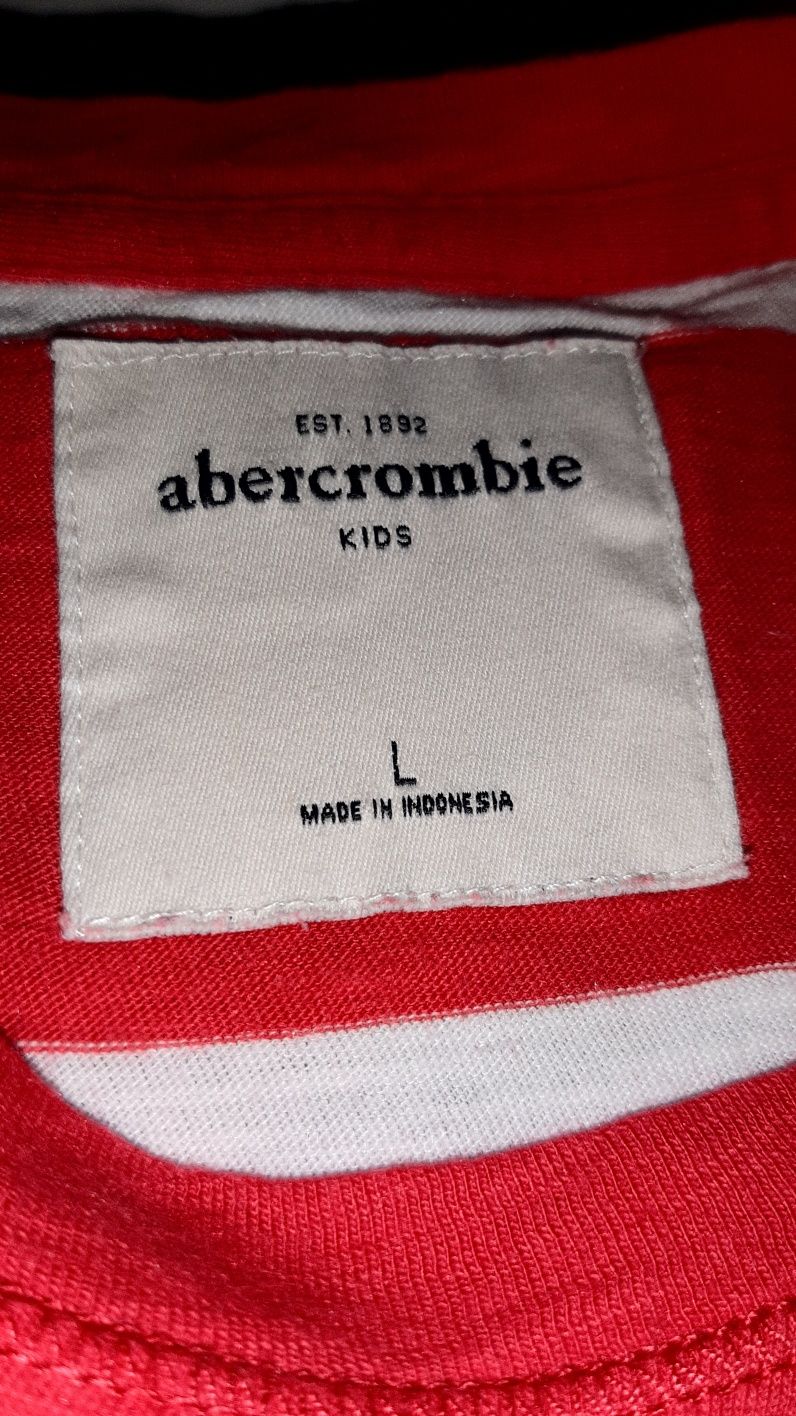 EST. 1892
abercrombie
KIDS
L
MADE IN INDONESIA